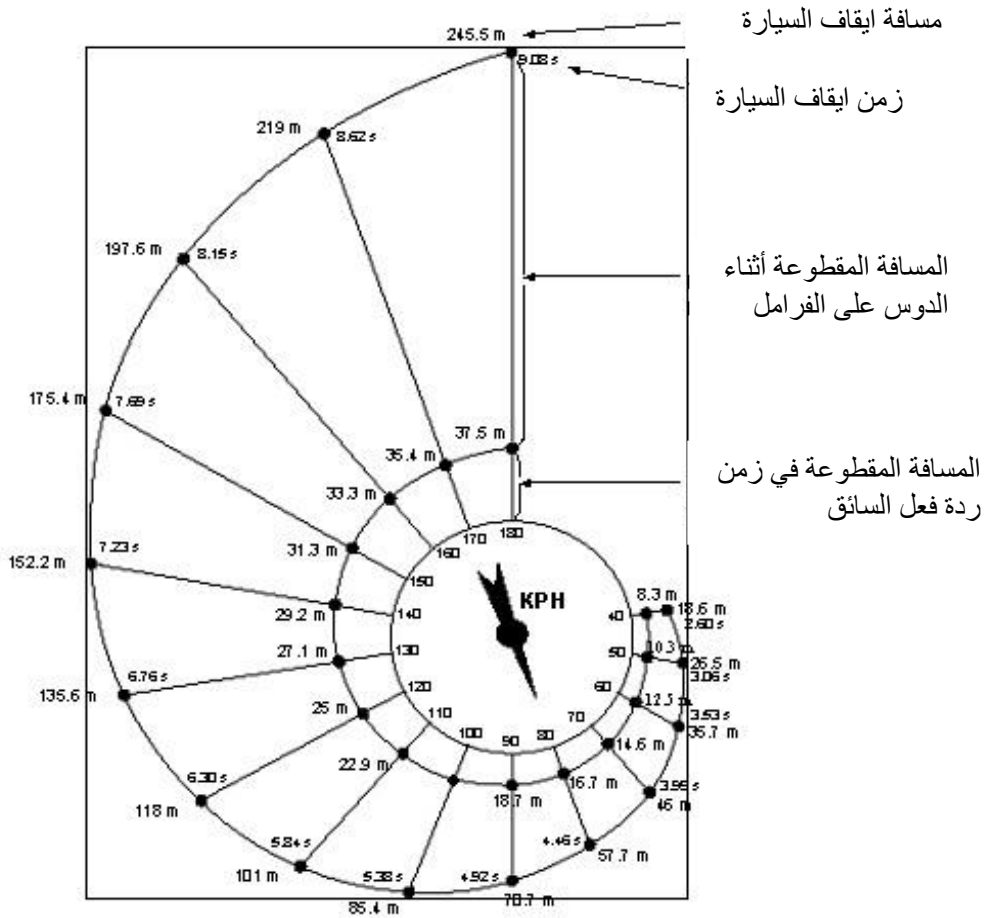 مسافة ايقاف السيارة
245.5 m
9.08 s
زمن ايقاف السيارة
219 m
8.62 s
197.6 m
8.15 s
المسافة المقطوعة أثناء
الدوس على الفرامل
175.4 m
7.69 s
37.5 m
35.4 m
المسافة المقطوعة في زمن
ردة فعل السائق
33.3 m
180
170
160
31.3 m
150
152.2 m
7.23 s
KPH
8.3 m
18.6 m
140
40
2.60 s
29.2 m
27.1 m
130
50
10.3 m
26.5 m
3.06 s
6.76 s
135.6 m
120
60
12.5 m
3.53 s
35.7 m
25 m
110
100
90
80
70
14.6 m
22.9 m
16.7 m
6.30 s
118 m
18.7 m
46 m
5.84 s
4.46 s
57.7 m
101 m
5.38 s
4.92 s
70.7 m
85.4 m